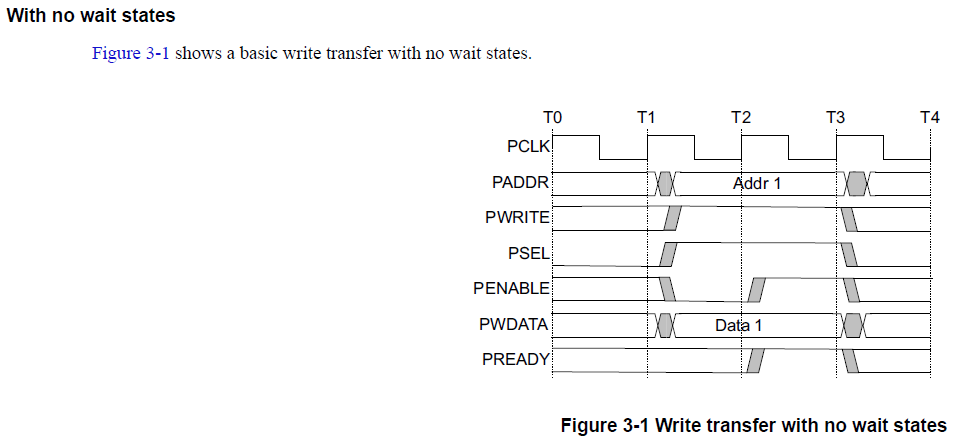 With no wait states
Figure 3-1 shows a basic write transfer with no wait states.
T0 T1 T2 T3 T4
PCLK
PADDR Addr 1
PWRITE
PSEL
PENABLE
PWDATA Data 1
PREADY
Figure 3-1 Write transfer with no wait states